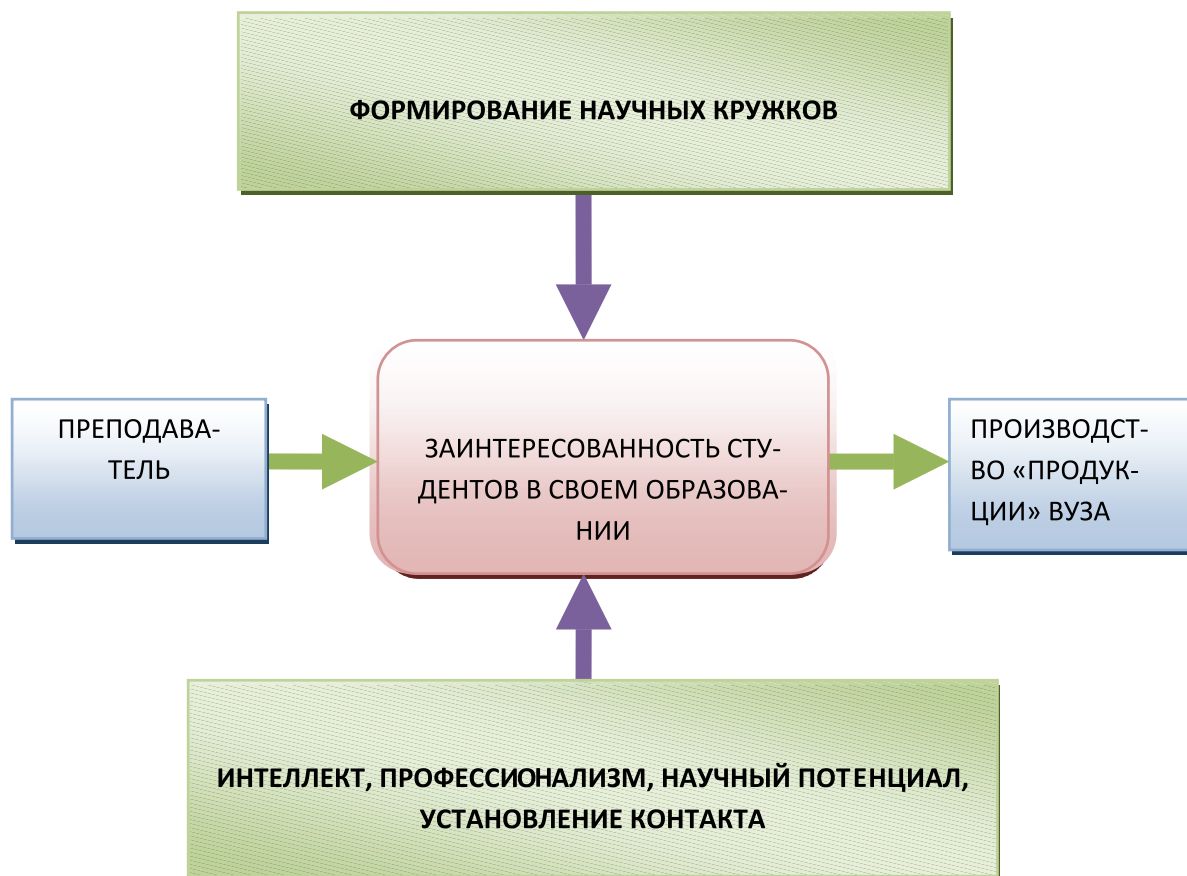 ФОРМИРОВАНИЕ НАУЧНЫХ КРУЖКОВ
ПРЕПОДАВА-
ТЕЛЬ
ЗАИНТЕРЕСОВАННОСТЬ СТУ-
ДЕНТОВ В СВОЕМ ОБРАЗОВА-
НИИ
ПРОИЗВОДСТ-
ВО «ПРОДУК-
ЦИИ» ВУЗА
ИНТЕЛЛЕКТ, ПРОФЕССИОНАЛИЗМ, НАУЧНЫЙ ПОТЕНЦИАЛ,
УСТАНОВЛЕНИЕ КОНТАКТА